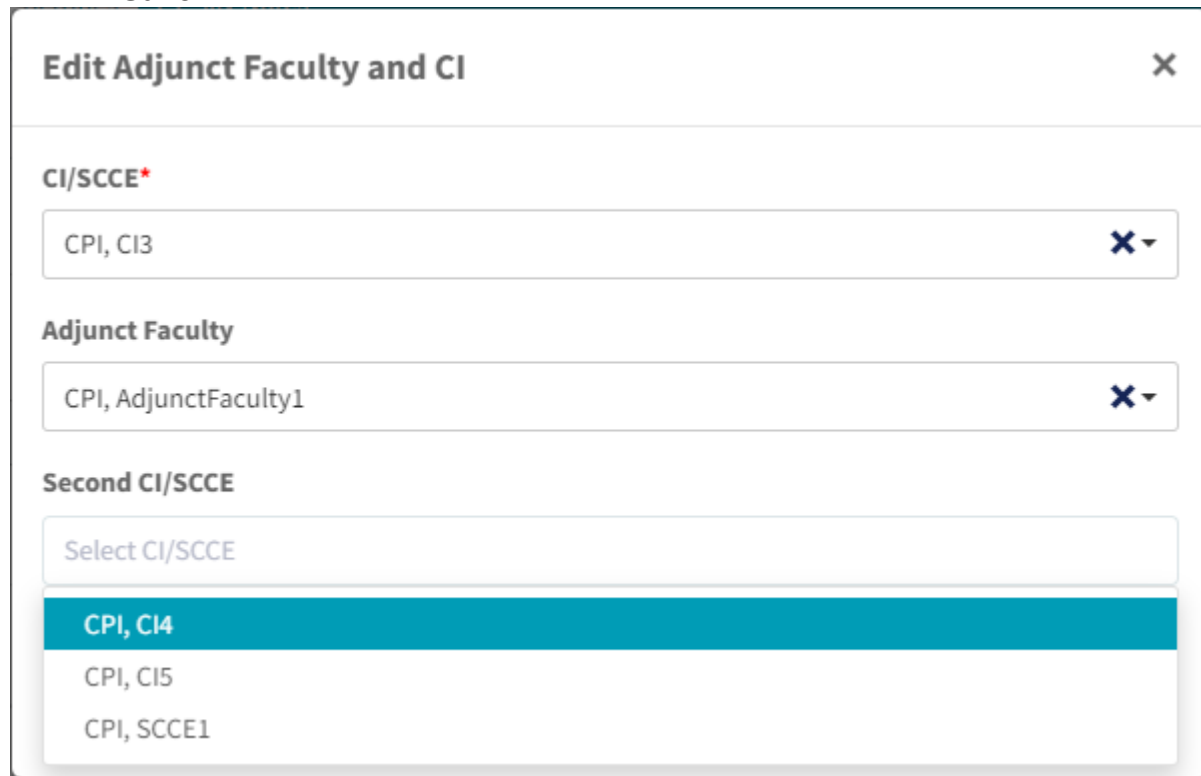 Edit Adjunct Faculty and CI
CI/SCCE*
CPI, CI3
Adjunct Faculty
CPI, AdjunctFaculty1
Second CI/SCCE
Select CI/SCCE
CPI, CI4
CPI, CI5
CPI, SCCE1